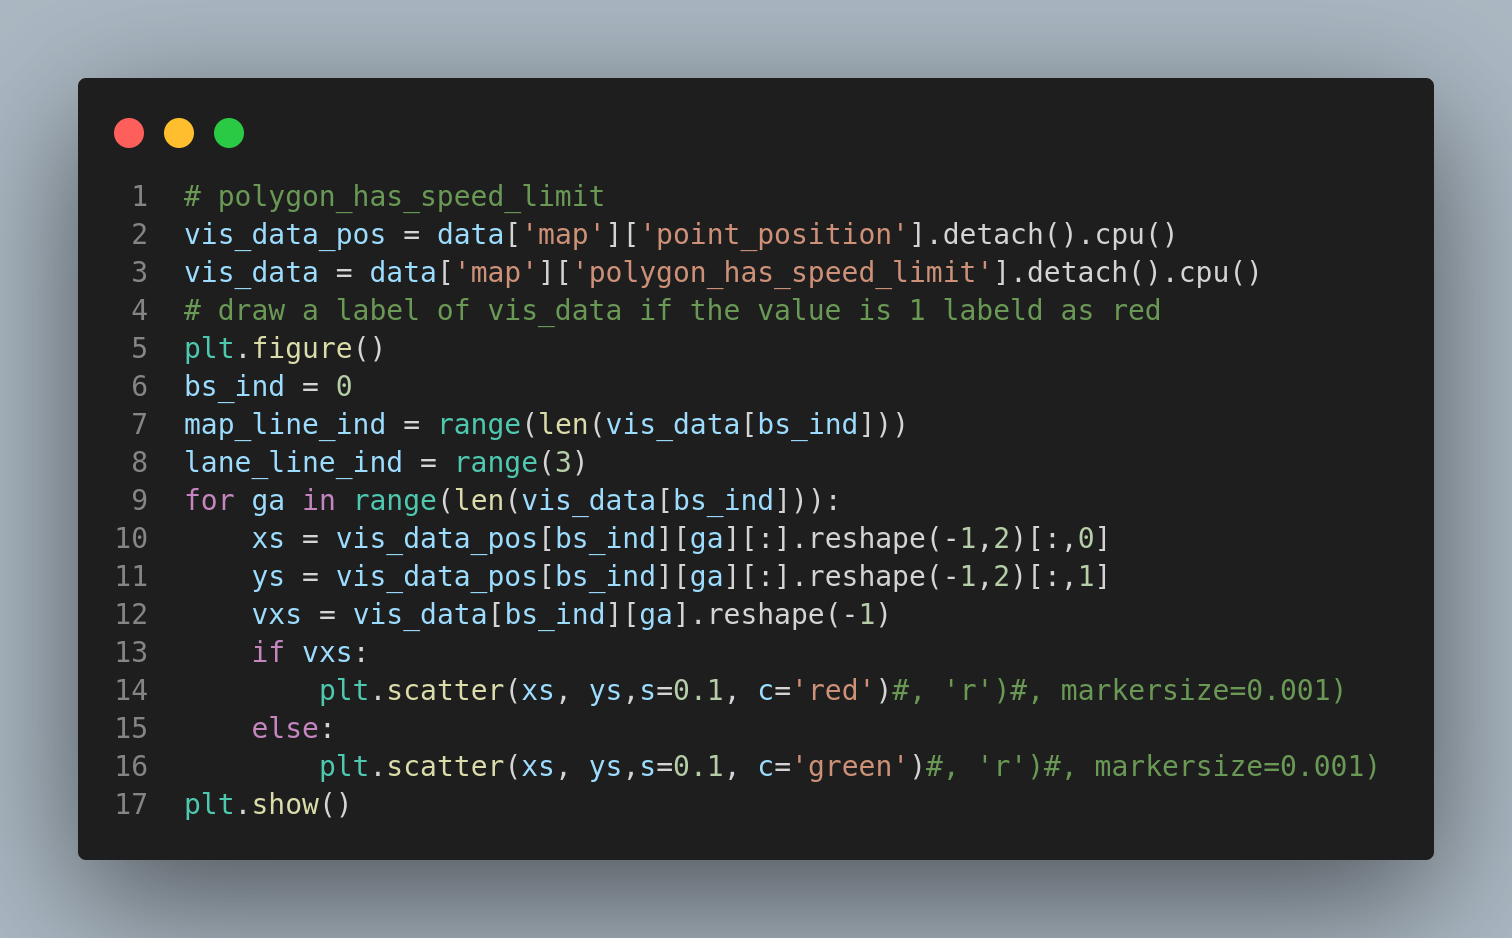 1 # polygon_has_speed_limit
2 vis_data_pos = data['map']['point_position'].detach().cpu()
3 vis_data = data['map']['polygon_has_speed_limit'].detach().cpu()
4 # draw a label of vis_data if the value is 1 labeld as red
5 plt.figure()
6 bs_ind = 0
7 map_line_ind = range(len(vis_data[bs_ind]))
8 lane_line_ind = range(3)
9 for ga in range(len(vis_data[bs_ind])):
10     xs = vis_data_pos[bs_ind][ga][:].reshape(-1,2)[:,0]
11     ys = vis_data_pos[bs_ind][ga][:].reshape(-1,2)[:,1]
12     vxs = vis_data[bs_ind][ga].reshape(-1)
13     if vxs:
14         plt.scatter(xs, ys,s=0.1, c='red')#, 'r')#, markersize=0.001)
15     else:
16         plt.scatter(xs, ys,s=0.1, c='green')#, 'r')#, markersize=0.001)
17 plt.show()